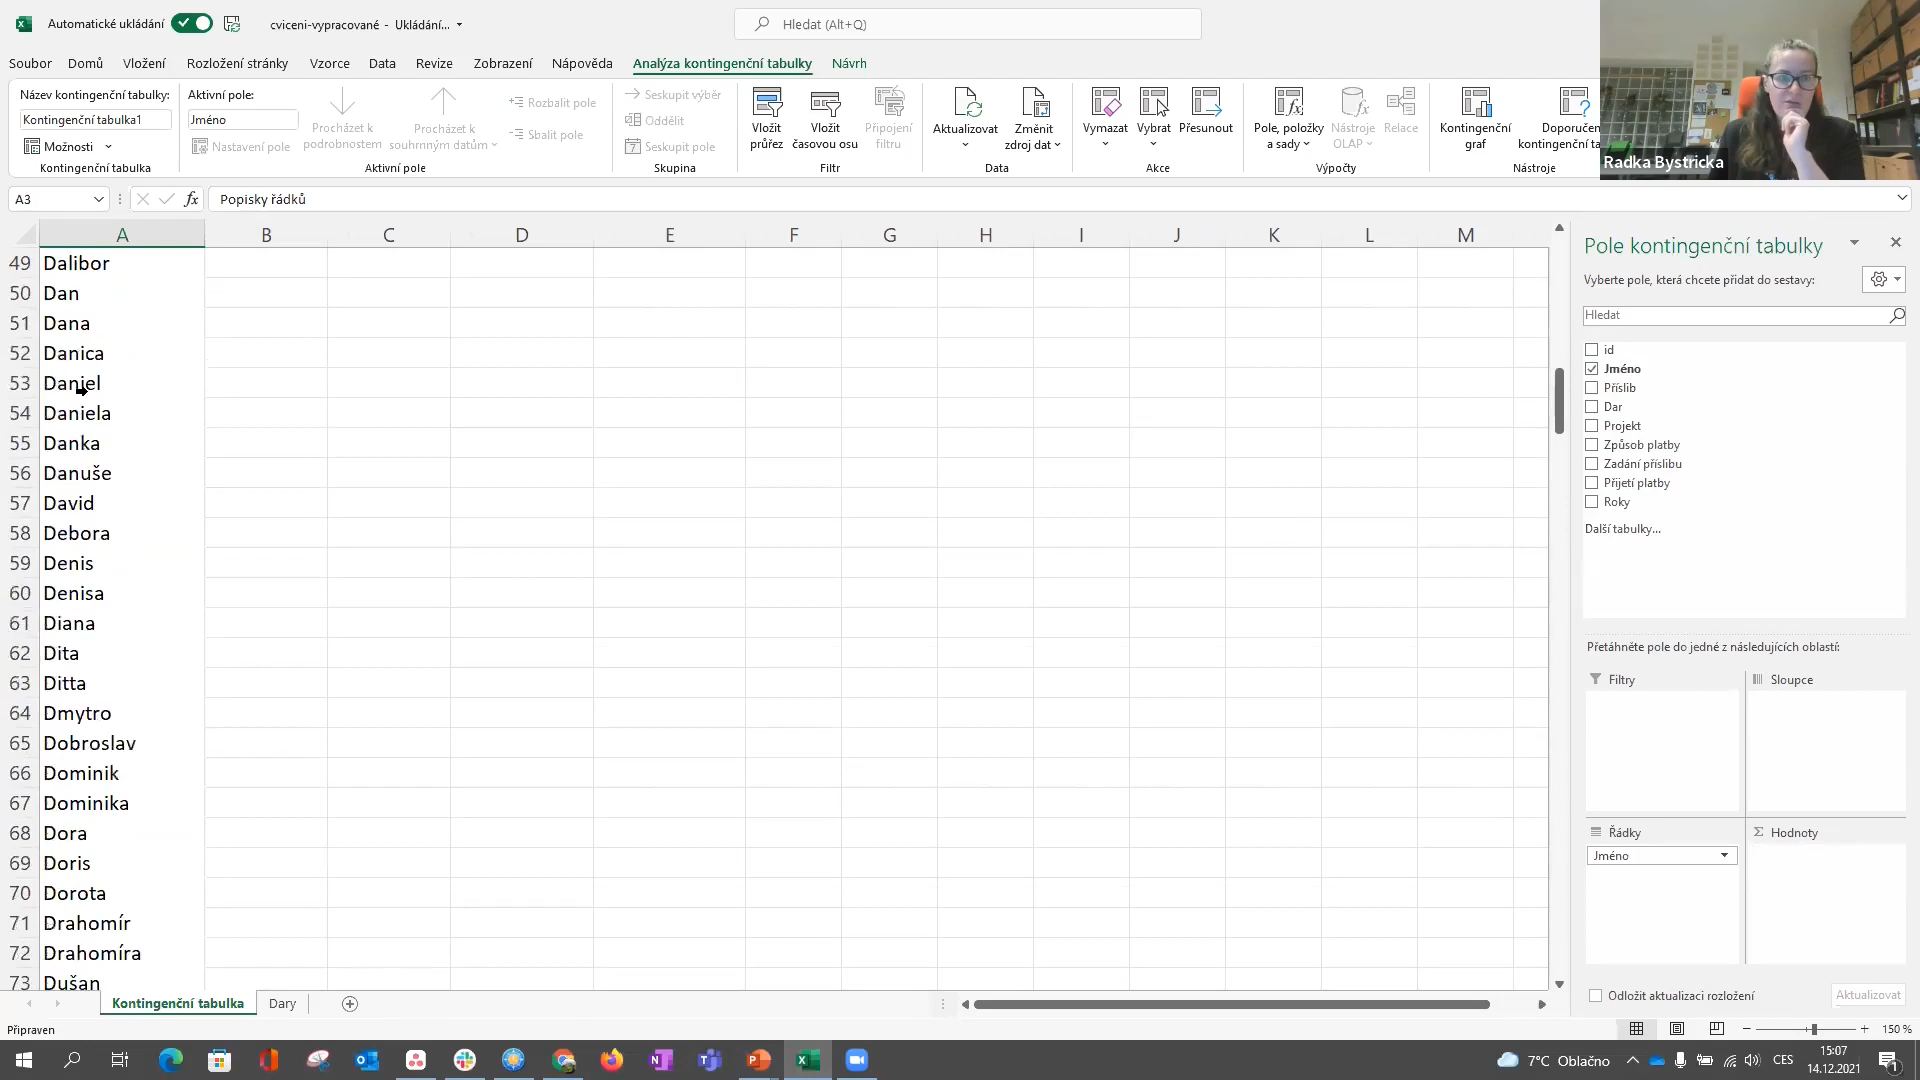 Automatické ukládání
cviceni-vypracované - Ukládání...
Hledat (Alt+Q)
Soubor Domů Vložení Rozložení stránky Vzorce Data Revize Zobrazení Nápověda Analýza kontingenční tabulky Návrh
Název kontingenční tabulky:
Kontingenční tabulka1
Možnosti
Kontingenční tabulka
Aktivní pole:
Jméno
Nastavení pole
Procházet k podrobnostem
Procházet k souhrnným datům
Rozbalit pole
Sbalit pole
Aktivní pole
Seskupit výběr
Oddělit
Seskupit pole
Skupina
Vložit průřez
Vložit časovou osu
Připojení filtru
Filtr
Aktualizovat
Změnit zdroj dat
Data
Vymazat
Vybrat
Přesunout
Akce
Pole, položky a sady
Nástroje OLAP
Relace
Výpočty
Kontingenční graf
Doporučen
kontingenční ta
Nástroje
Radka Bystricka
A3
fx
Popisky řádků
A B C D E F G H I J K L M
49 Dalibor
50 Dan
51 Dana
52 Danica
53 Daniel
54 Daniela
55 Danka
56 Danuše
57 David
58 Debora
59 Denis
60 Denisa
61 Diana
62 Dita
63 Ditta
64 Dmytro
65 Dobroslav
66 Dominik
67 Dominika
68 Dora
69 Doris
70 Dorota
71 Drahomír
72 Drahomíra
73 Dušan
Pole kontingenční tabulky
Vyberte pole, která chcete přidat do sestavy:
Hledat
id
Jméno
Příslib
Dar
Projekt
Způsob platby
Zadání příslibu
Přijetí platby
Roky
Další tabulky...
Přetáhněte pole do jedné z následujících oblastí:
Filtry
Sloupce
Řádky
Σ Hodnoty
Jméno
Odložit aktualizaci rozložení
Aktualizovat
Kontingenční tabulka Dary
Připraven
150 %
7°C Oblačno
CES
15:07
14.12.2021
1